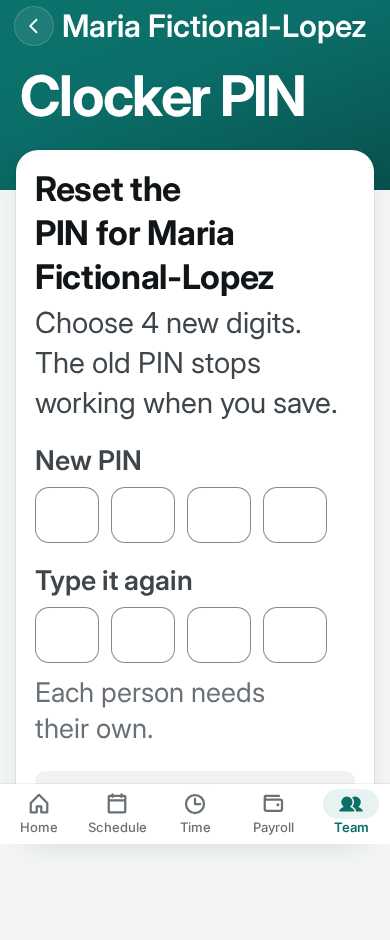 Maria Fictional-Lopez
Clocker PIN
Reset the
PIN for Maria
Fictional-Lopez
Choose 4 new digits.
The old PIN stops
working when you save.
New PIN
Type it again
Each person needs
their own.
Home
Schedule
Time
Payroll
Team